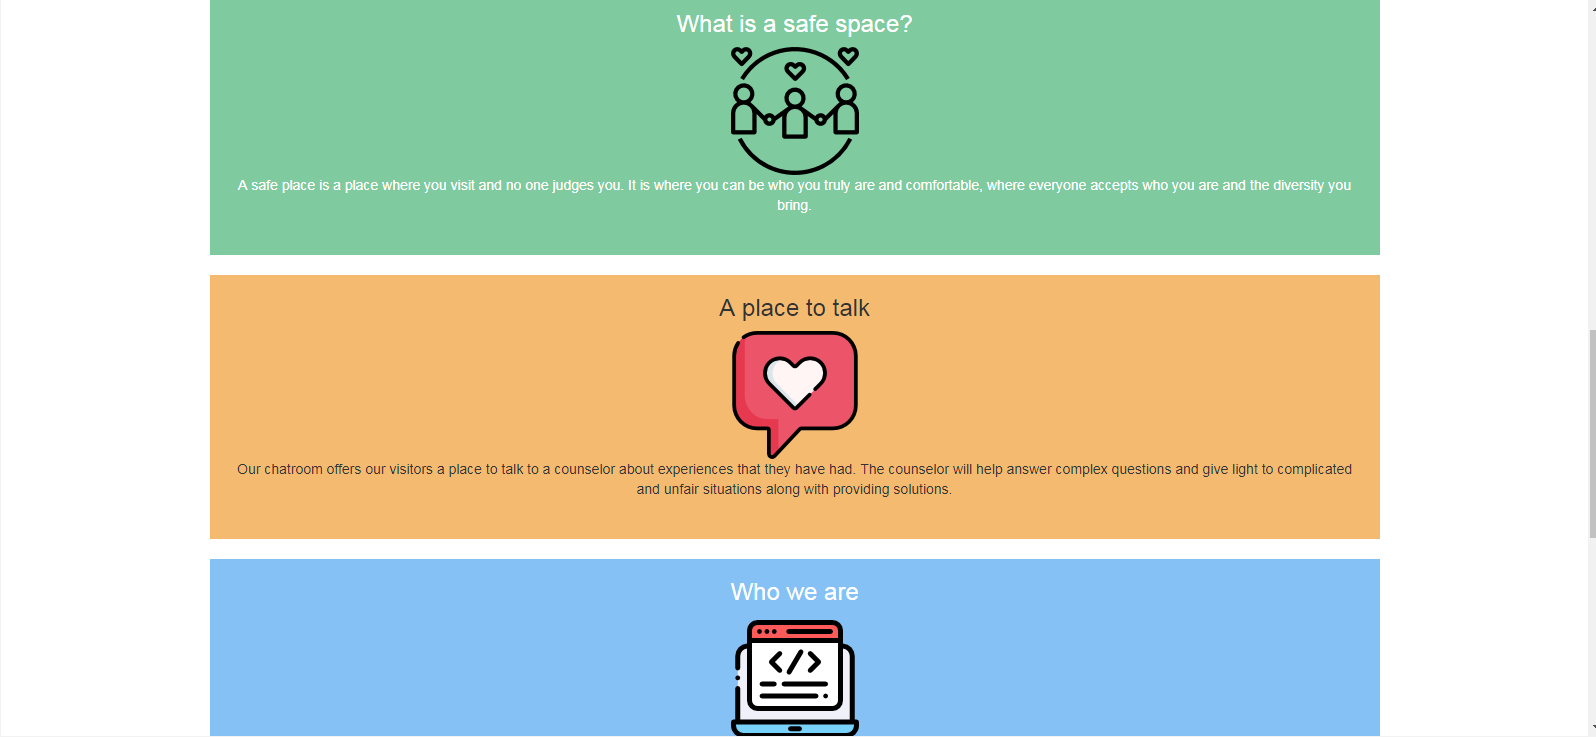 What is a safe space?
A safe place is a place where you visit and no one judges you. It is where you can be who you truly are and comfortable, where everyone accepts who you are and the diversity you
bring.
A place to talk
Our chatroom offers our visitors a place to talk to a counselor about experiences that they have had. The counselor will help answer complex questions and give light to complicated
and unfair situations along with providing solutions.
Who we are